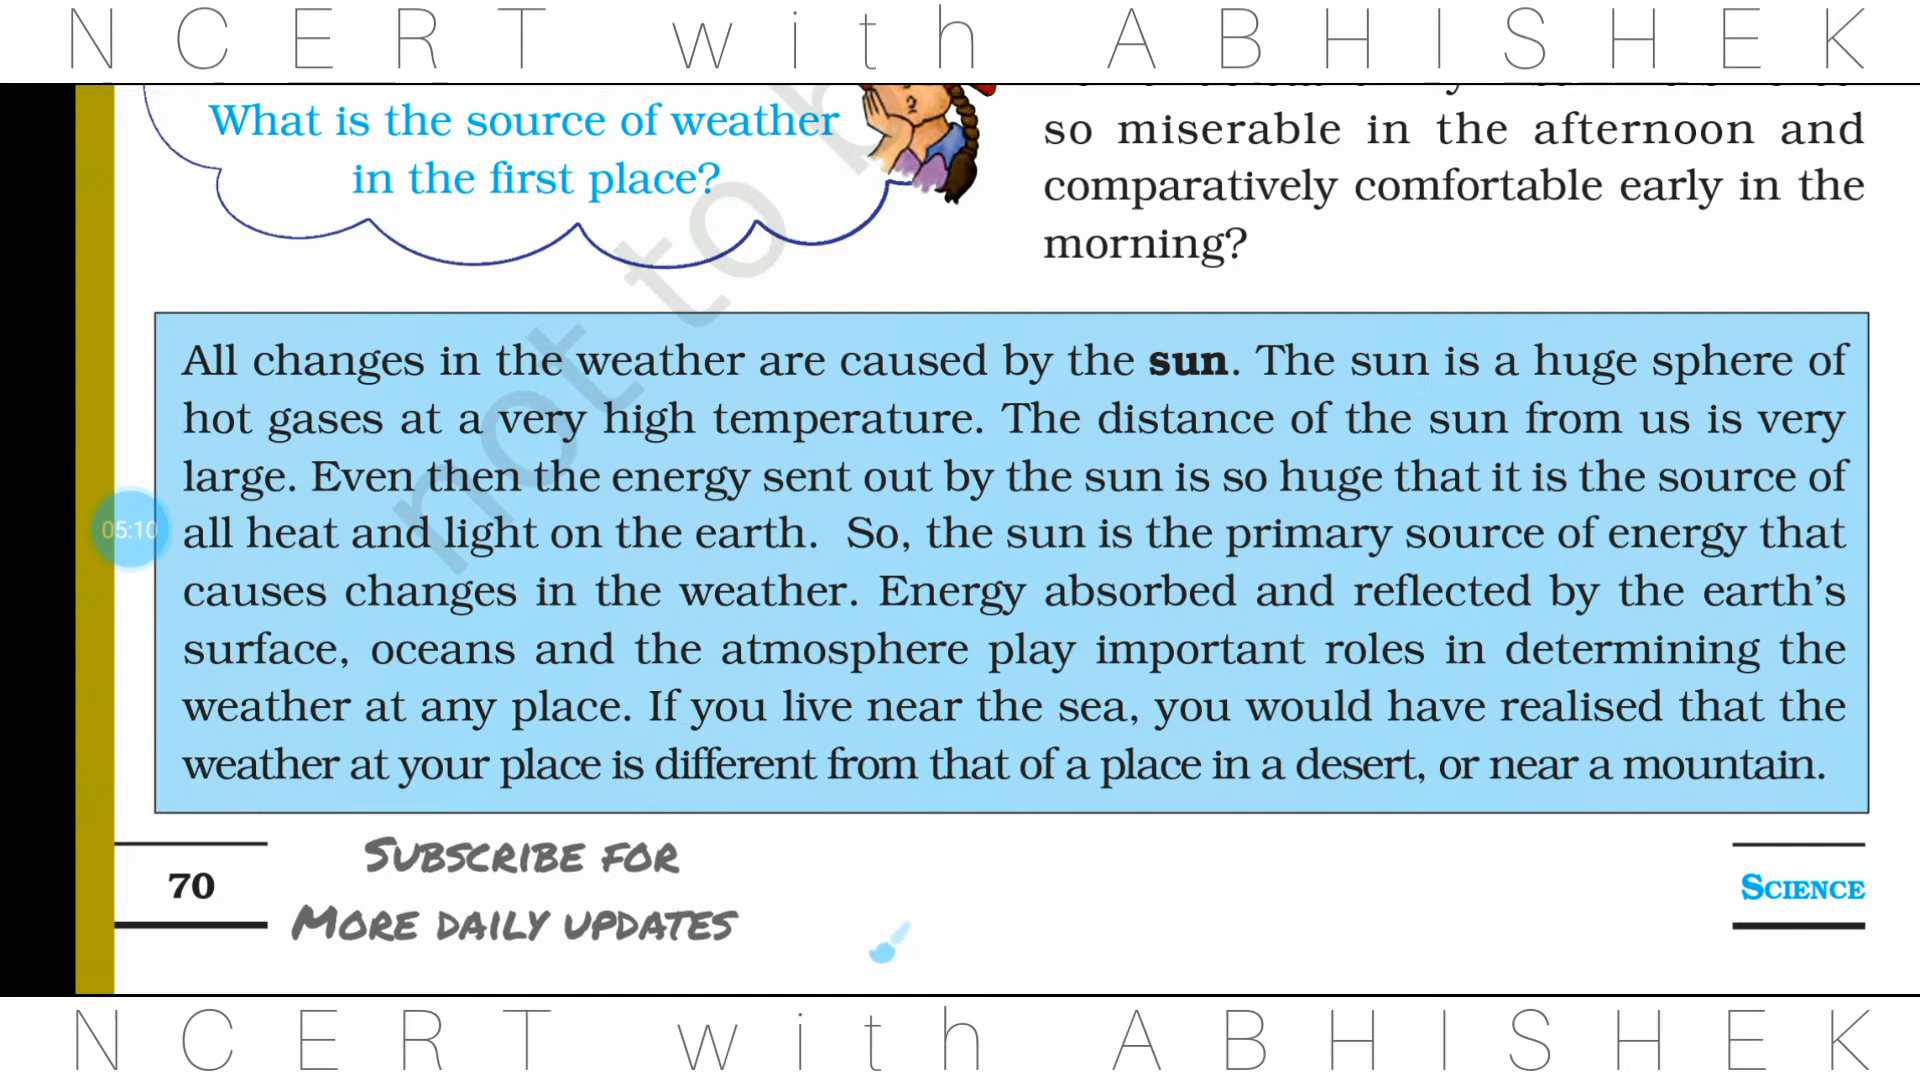 NCERT with ABHISHEK
What is the source of weather
in the first place?
so miserable in the afternoon and
comparatively comfortable early in the
morning?
not to b
All changes in the weather are caused by the sun. The sun is a huge sphere of
hot gases at a very high temperature. The distance of the sun from us is very
large. Even then the energy sent out by the sun is so huge that it is the source of
all heat and light on the earth. So, the sun is the primary source of energy that
causes changes in the weather. Energy absorbed and reflected by the earth's
surface, oceans and the atmosphere play important roles in determining the
weather at any place. If you live near the sea, you would have realised that the
weather at your place is different from that of a place in a desert, or near a mountain.
05:10
70
SUBSCRIBE FOR
MORE DAILY UPDATES
SCIENCE
NCERT with ABHISHEK